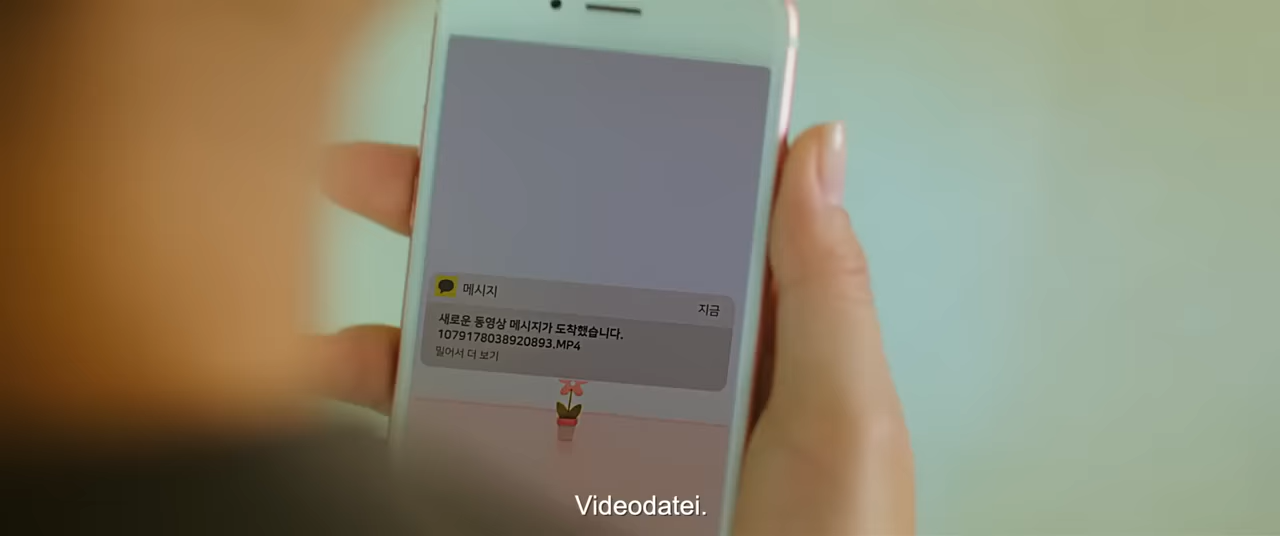 메시지
지금
새로운 동영상 메시지가 도착했습니다.
1079178038920893.MP4
밀어서 더 보기
Videodatei.